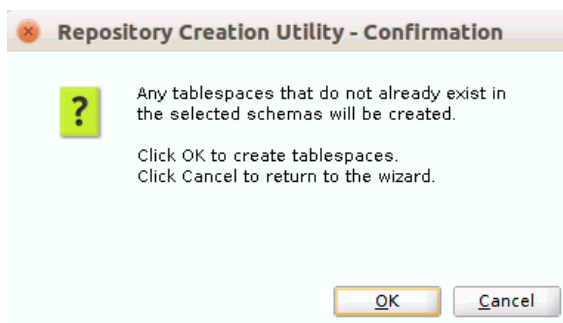 Repository Creation Utility - Confirmation
?
Any tablespaces that do not already exist in
the selected schemas will be created.
Click OK to create tablespaces.
Click Cancel to return to the wizard.
OK
Cancel